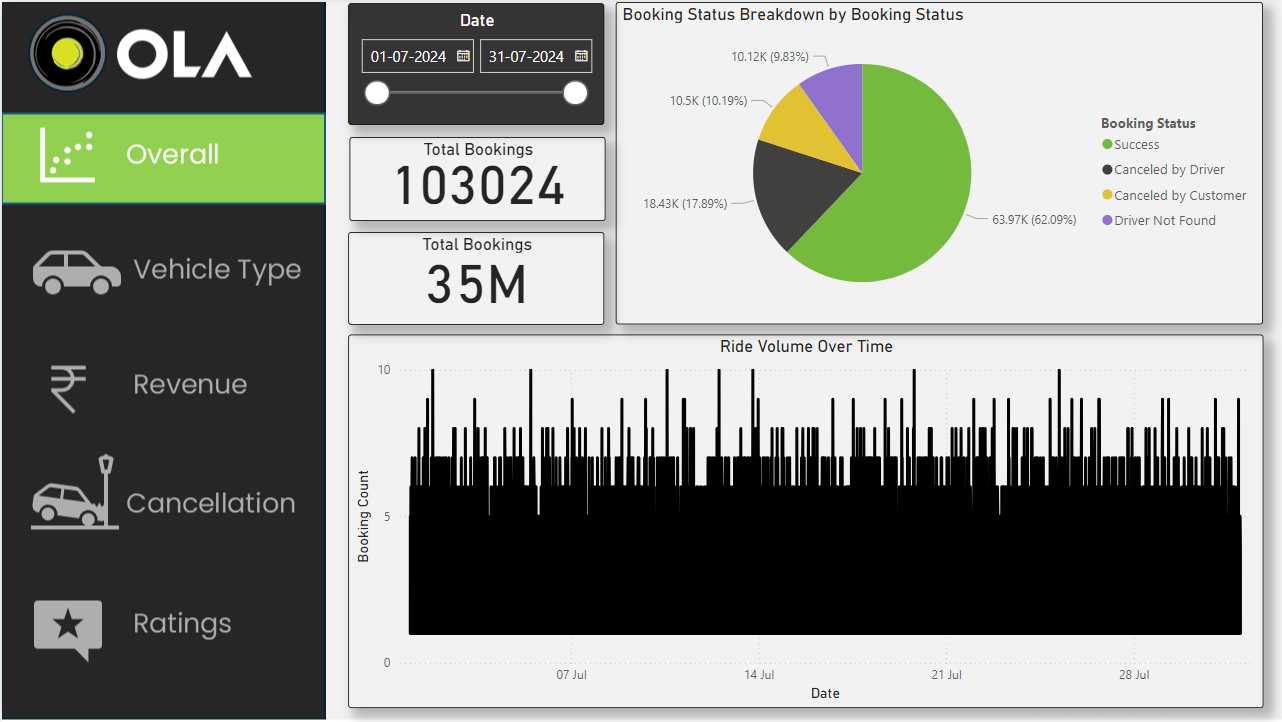 OLA
Overall
Vehicle Type
Revenue
Cancellation
Ratings
Date
01-07-2024 31-07-2024
Total Bookings
103024
Total Bookings
35M
Booking Status Breakdown by Booking Status
10.12K (9.83%)
10.5K (10.19%)
18.43K (17.89%)
63.97K (62.09%)
Booking Status
Success
Canceled by Driver
Canceled by Customer
Driver Not Found
Ride Volume Over Time
Booking Count
10
5
0
07 Jul 14 Jul 21 Jul 28 Jul
Date